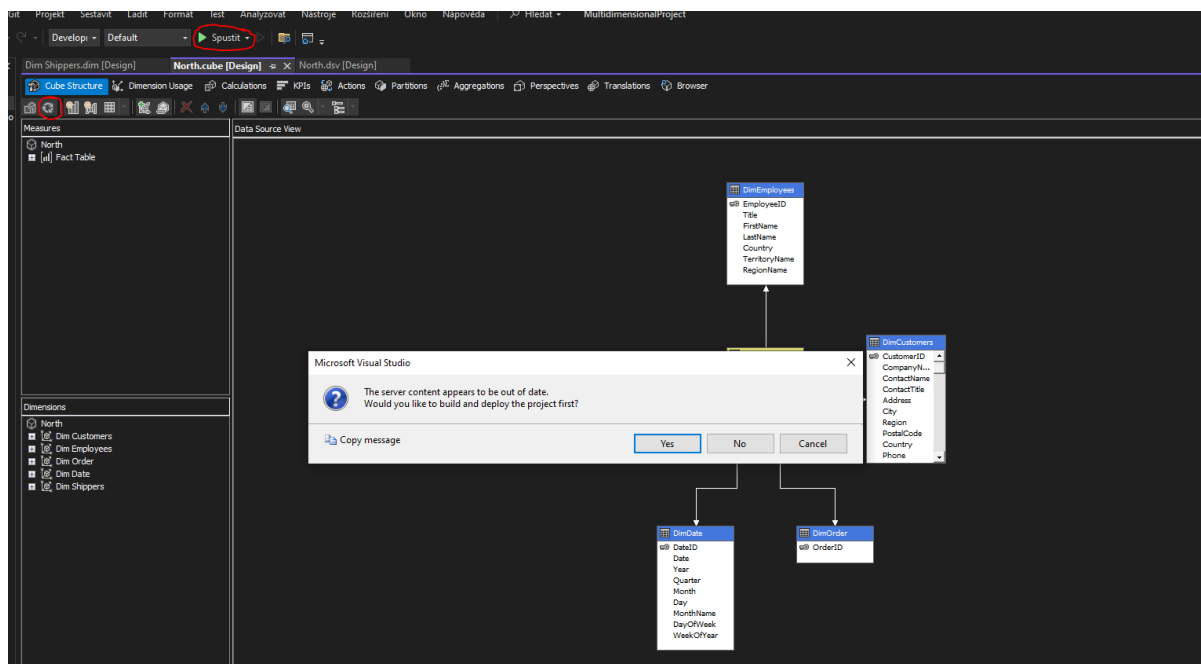 Git Projekt Sestavit Ladit Formát Test Analyzovat Nástroje Rozšíření Okno Nápověda Hledat MultidimensionalProject
Developi Default Spustit
Dim Shippers.dim [Design] North.cube [Design] North.dsv [Design]
Cube Structure Dimension Usage Calculations KPIs Actions Partitions Aggregations Perspectives Translations Browser
Measures
North
Fact Table
Data Source View
DimEmployees
EmployeeID
Title
FirstName
LastName
Country
TerritoryName
RegionName
DimCustomers
CustomerID
CompanyN...
ContactName
ContactTitle
Address
City
Region
PostalCode
Country
Phone
Microsoft Visual Studio
The server content appears to be out of date.
Would you like to build and deploy the project first?
Copy message
Yes No Cancel
Dimensions
North
Dim Customers
Dim Employees
Dim Order
Dim Date
Dim Shippers
DimDate
DateID
Date
Year
Quarter
Month
Day
MonthName
DayOfWeek
WeekOfYear
DimOrder
OrderID